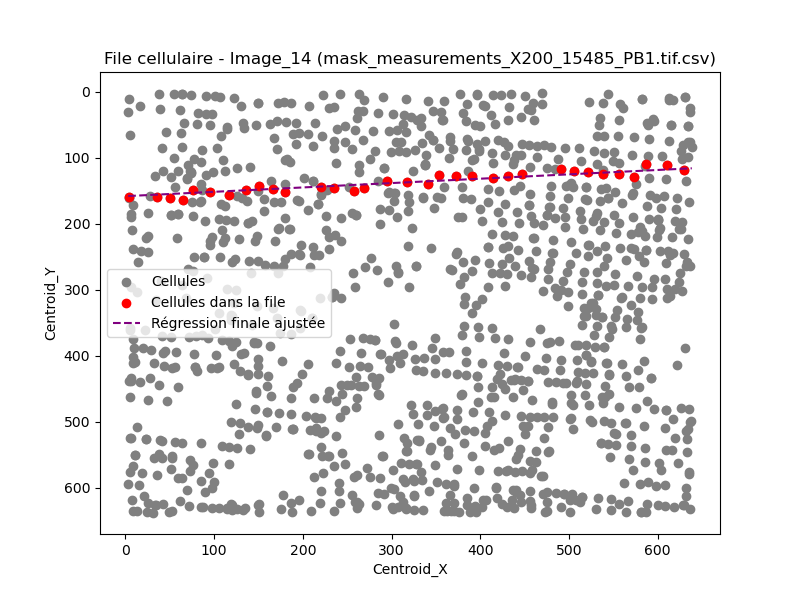 File cellulaire - Image_14 (mask_measurements_X200_15485_PB1.tif.csv)
0
100
200
300
400
500
600
Centroid_Y
Cellules
Cellules dans la file
Régression finale ajustée
0 100 200 300 400 500 600
Centroid_X